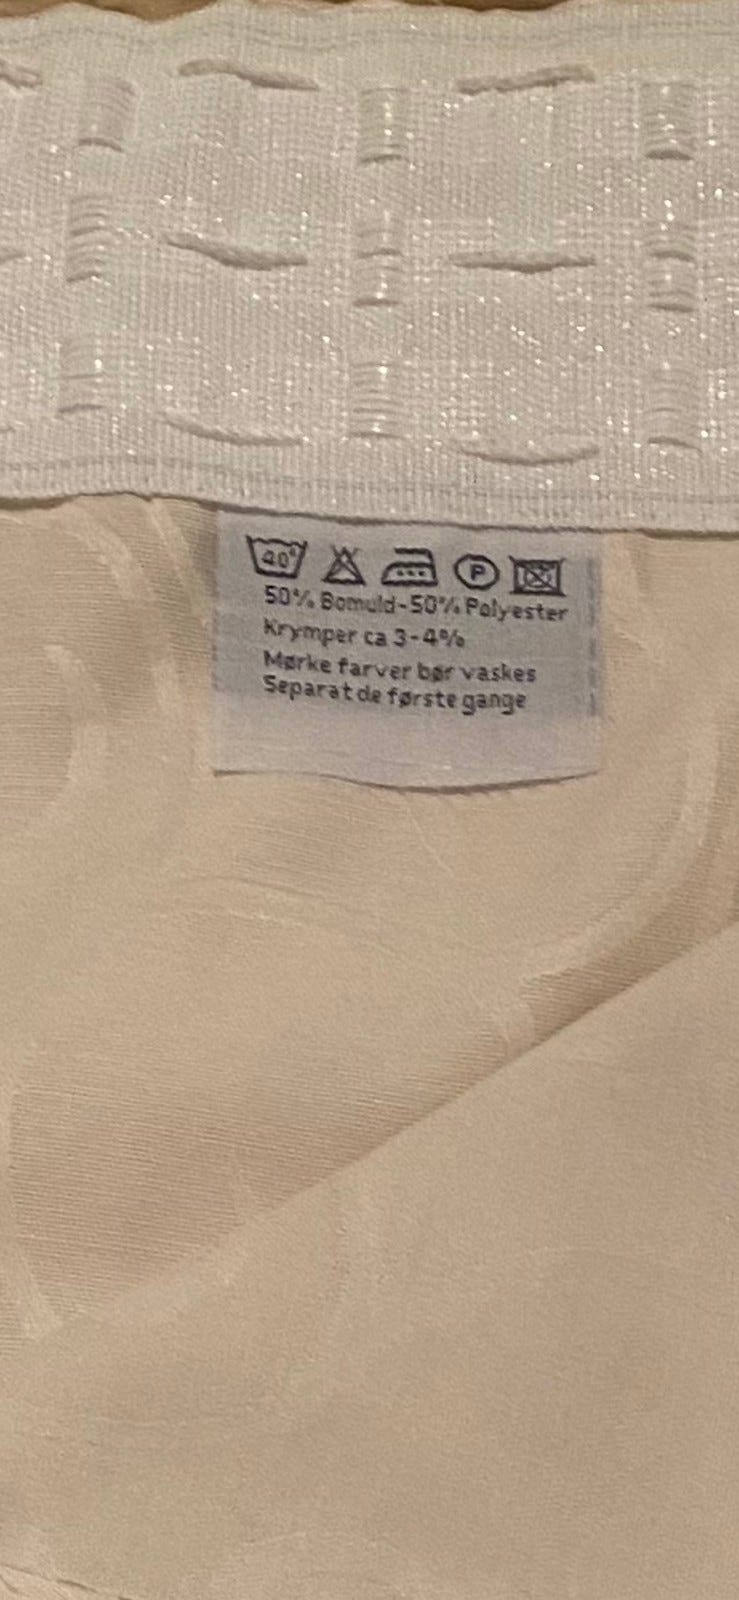 40°
P
50% Bomuld-50% Polyester
Krymper ca 3-4%
Mørke farver bør vaskes
Separat de første gange